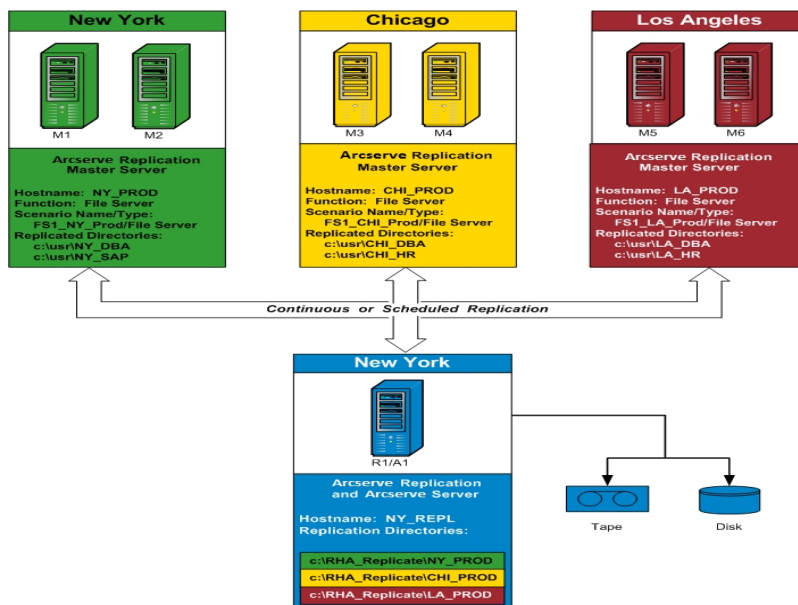 New York
M1
M2
Arcserve Replication
Master Server
Hostname: NY_PROD
Function: File Server
Scenario Name/Type:
FS1_NY_Prod/File Server
Replicated Directories:
c:\usr\NY_DBA
c:\usr\NY_SAP
Chicago
M3
M4
Arcserve Replication
Master Server
Hostname: CHI_PROD
Function: File Server
Scenario Name/Type:
FS1_CHI_Prod/File Server
Replicated Directories:
c:\usr\CHI_DBA
c:\usr\CHI_HR
Los Angeles
M5
M6
Arcserve Replication
Master Server
Hostname: LA_PROD
Function: File Server
Scenario Name/Type:
FS1_LA_Prod/File Server
Replicated Directories:
c:\usr\LA_DBA
c:\usr\LA_HR
Continuous or Scheduled Replication
New York
R1/A1
Arcserve Replication
and Arcserve Server
Hostname: NY_REPL
Replication Directories:
c:\RHA_Replicate\NY_PROD
c:\RHA_Replicate\CHI_PROD
c:\RHA_Replicate\LA_PROD
Tape
Disk